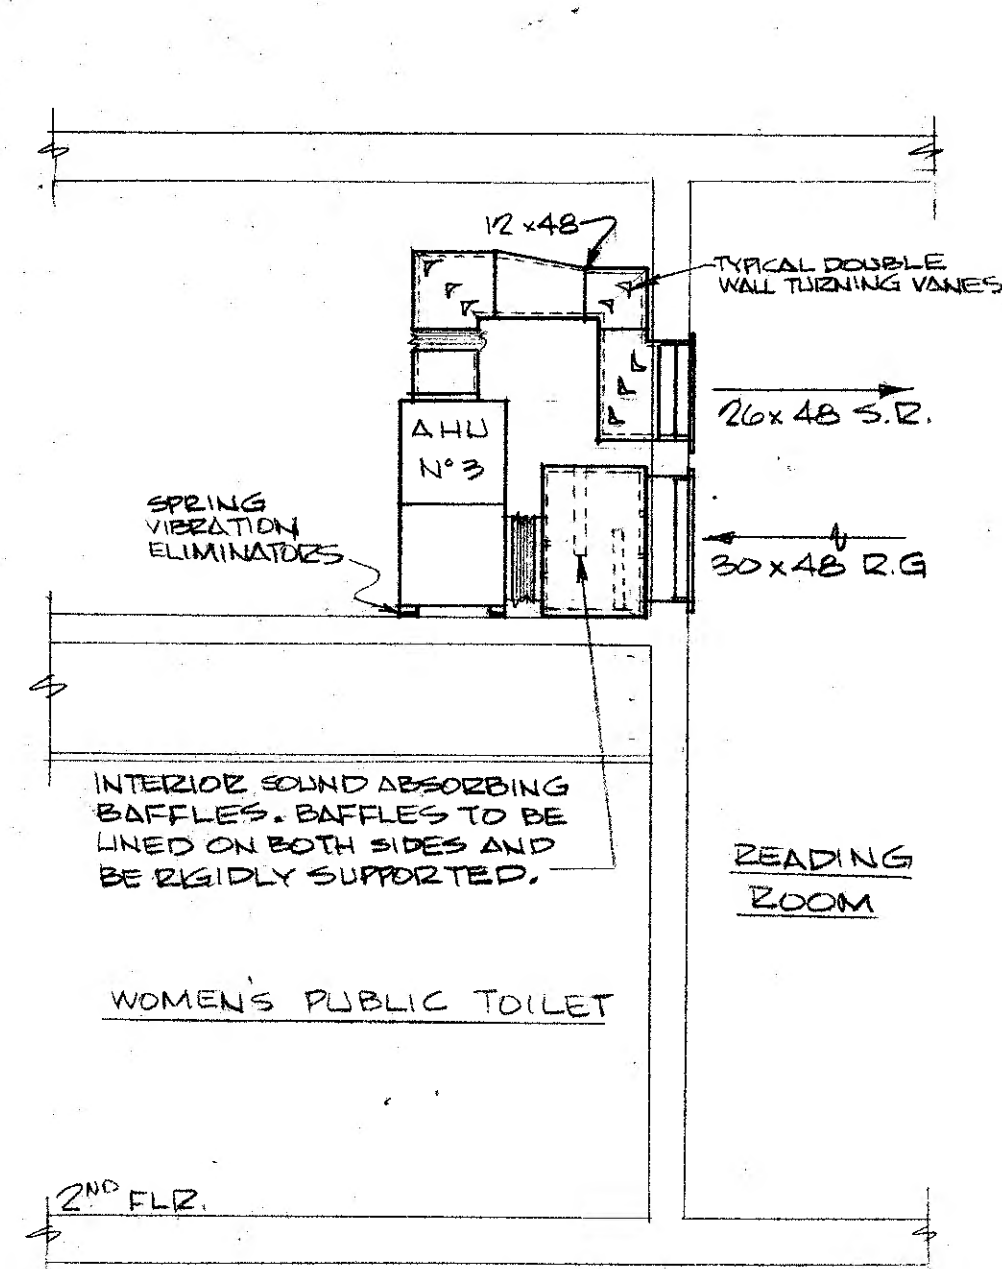 12 x 48
TYPICAL DOUBLE
WALL TURNING VANES
26 x 48 S.R.
AHU
N° 3
SPRING
VIBRATION
ELIMINATORS
30 x 48 R.G
INTERIOR SOUND ABSORBING
BAFFLES. BAFFLES TO BE
LINED ON BOTH SIDES AND
BE RIGIDLY SUPPORTED.
READING
ROOM
WOMEN'S PUBLIC TOILET
2ND FLR.